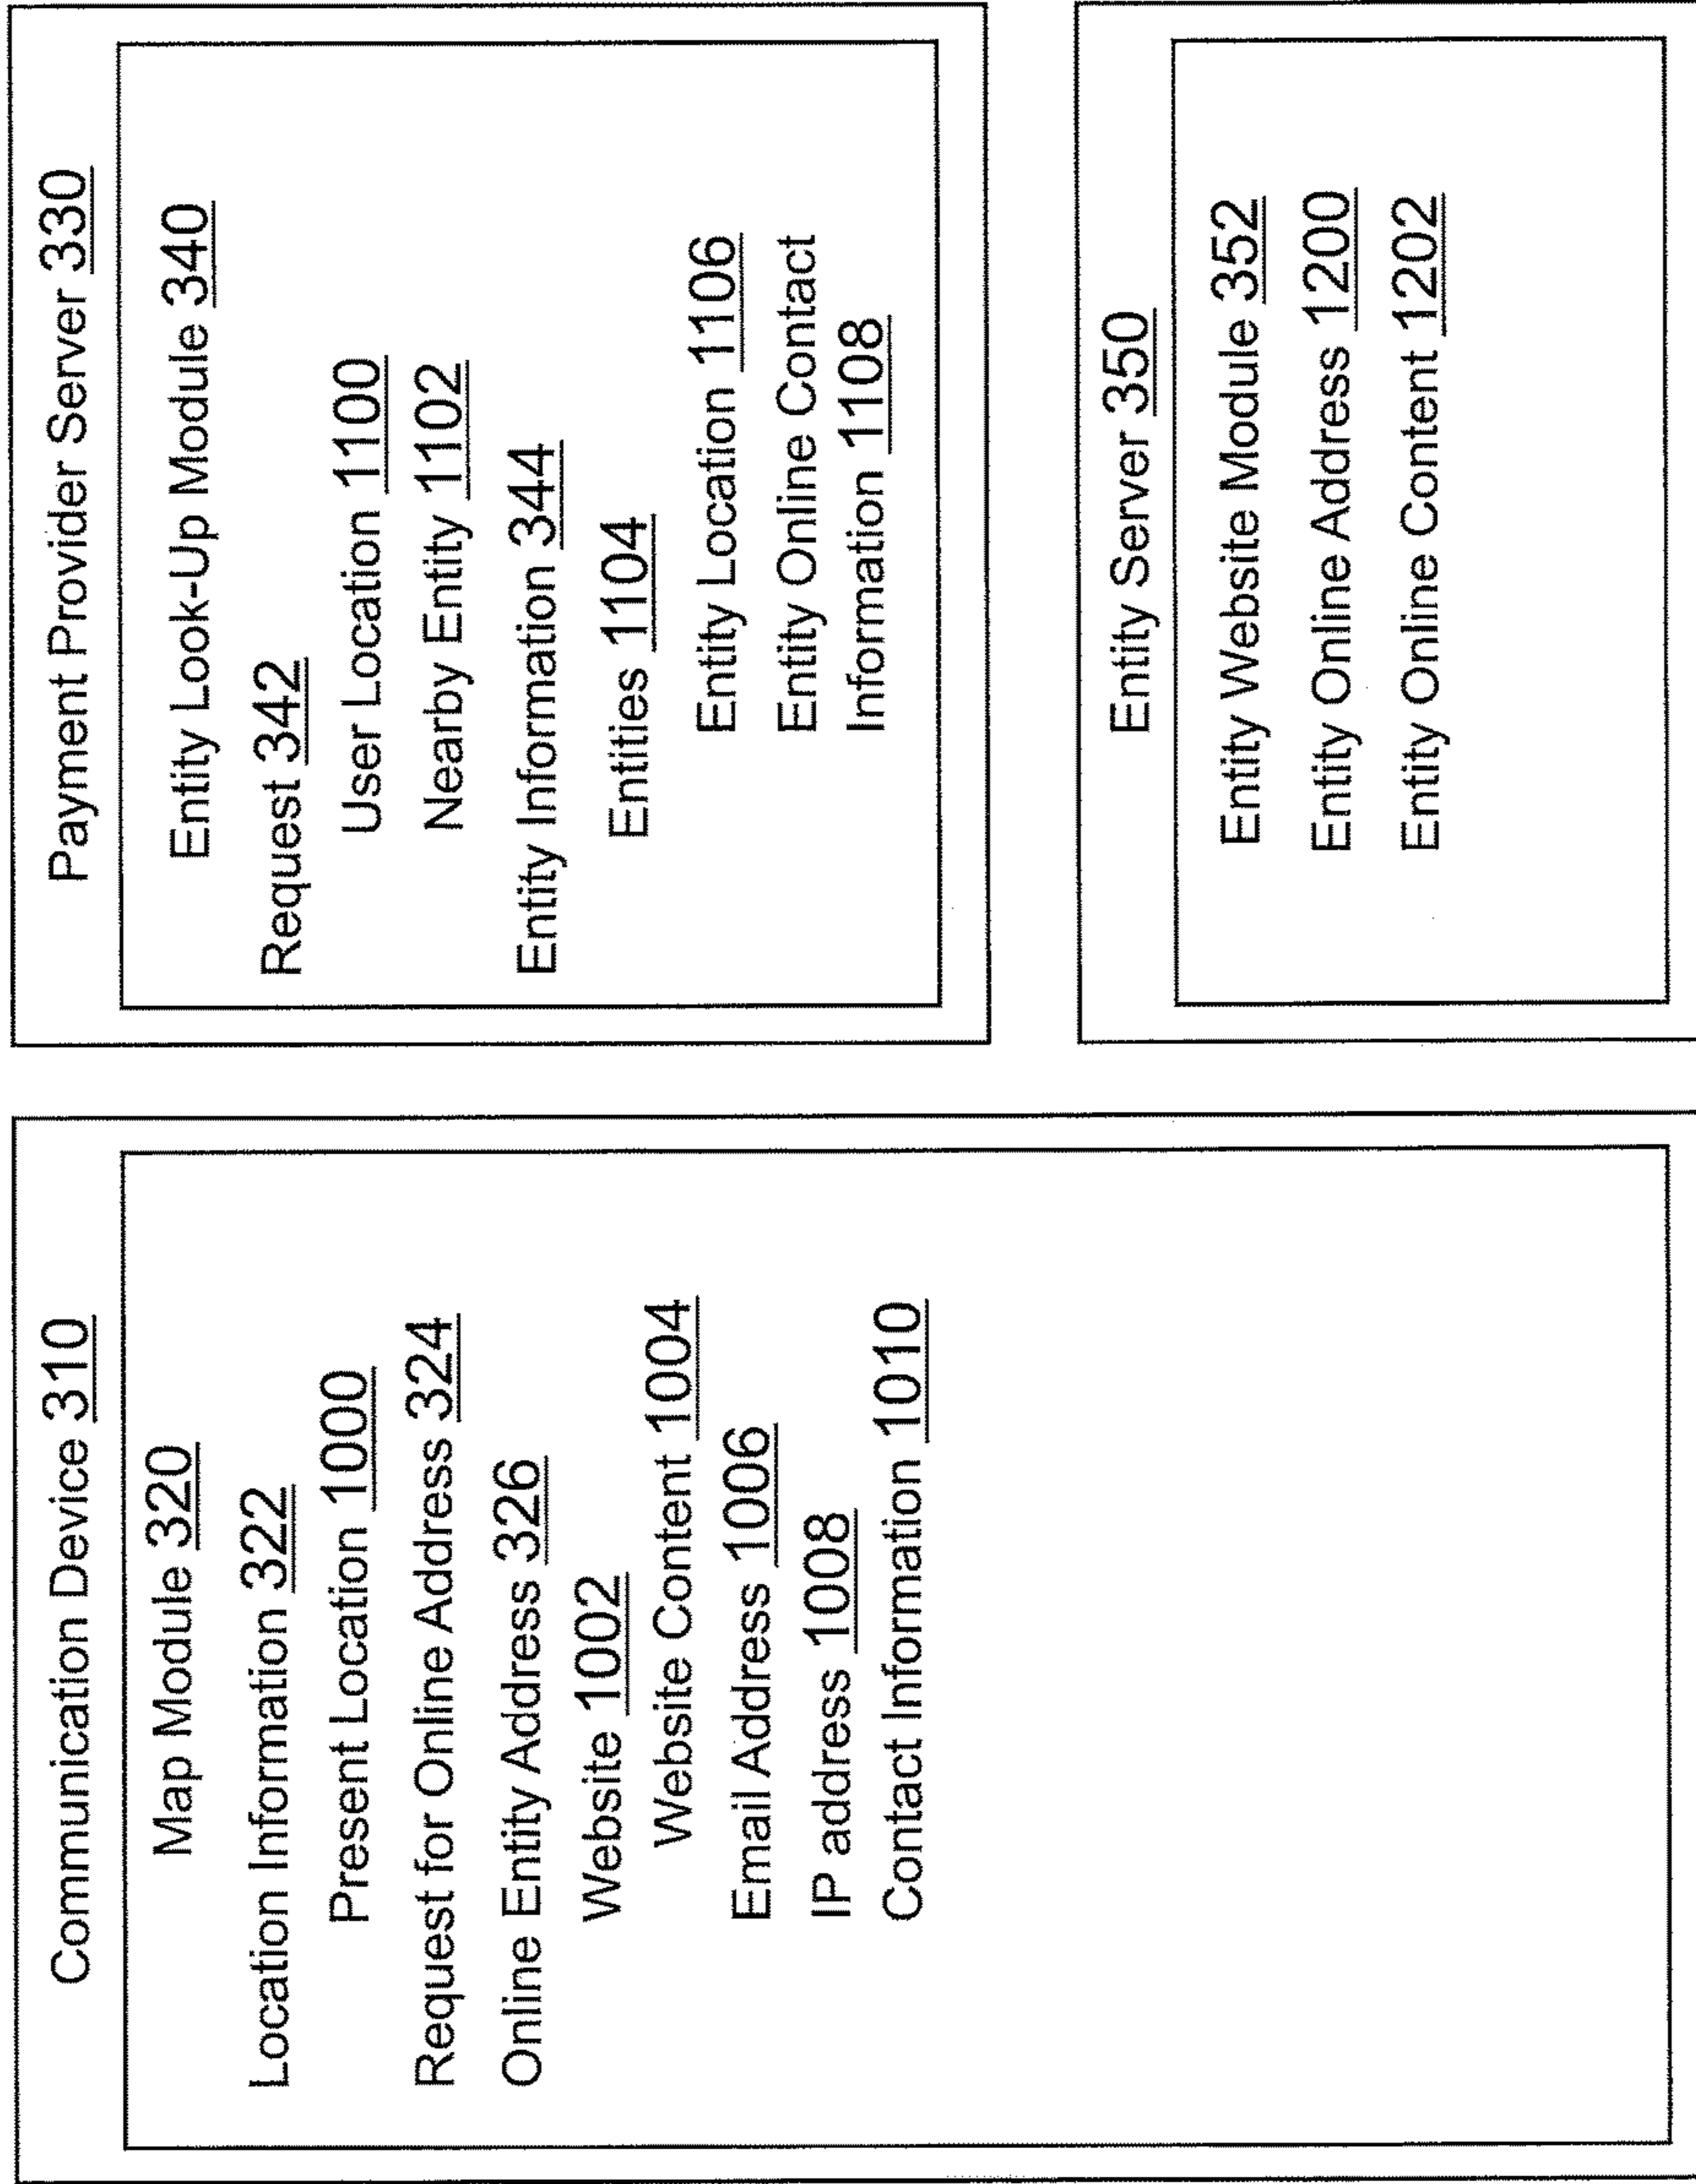 Communication Device 310
Map Module 320
Location Information 322
Present Location 1000
Request for Online Address 324
Online Entity Address 326
Website 1002
Website Content 1004
Email Address 1006
IP address 1008
Contact Information 1010
Payment Provider Server 330
Entity Look-Up Module 340
Request 342
User Location 1100
Nearby Entity 1102
Entity Information 344
Entities 1104
Entity Location 1106
Entity Online Contact
Information 1108
Entity Server 350
Entity Website Module 352
Entity Online Address 1200
Entity Online Content 1202